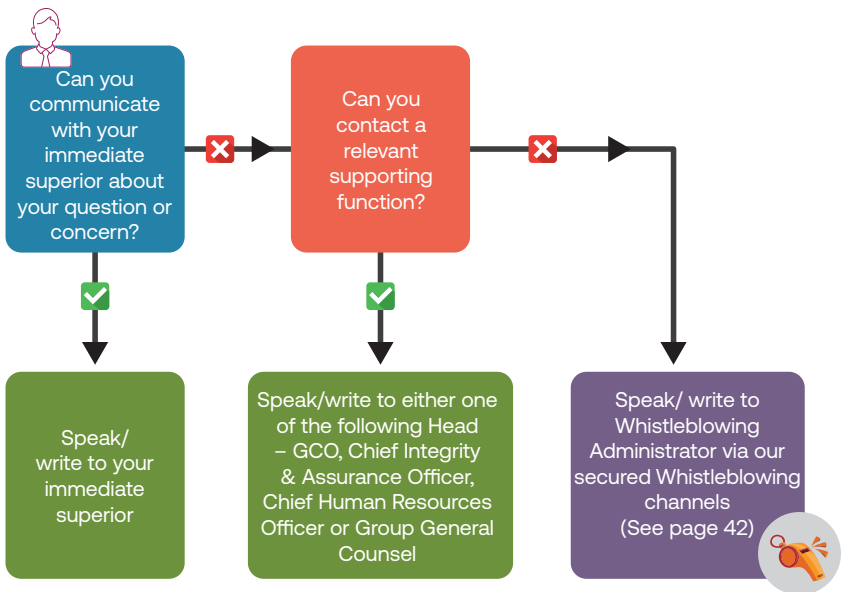 Can you
communicate
with your
immediate
superior about
your question or
concern?
Can you
contact a
relevant
supporting
function?
Speak/
write to your
immediate
superior
Speak/write to either one
of the following Head
– GCO, Chief Integrity
& Assurance Officer,
Chief Human Resources
Officer or Group General
Counsel
Speak/ write to
Whistleblowing
Administrator via our
secured Whistleblowing
channels
(See page 42)